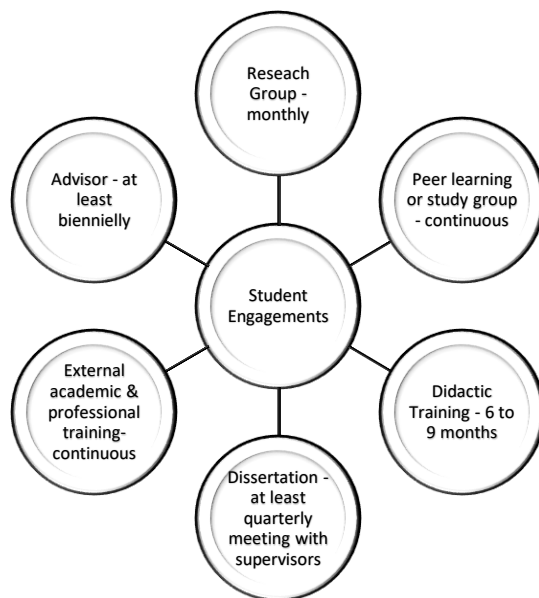 Reseach
Group -
monthly
Peer learning
or study group
- continuous
Didactic
Training - 6 to
9 months
Dissertation -
at least
quarterly
meeting with
supervisors
External
academic &
professional
training-
continuous
Advisor - at
least
biennielly
Student
Engagements